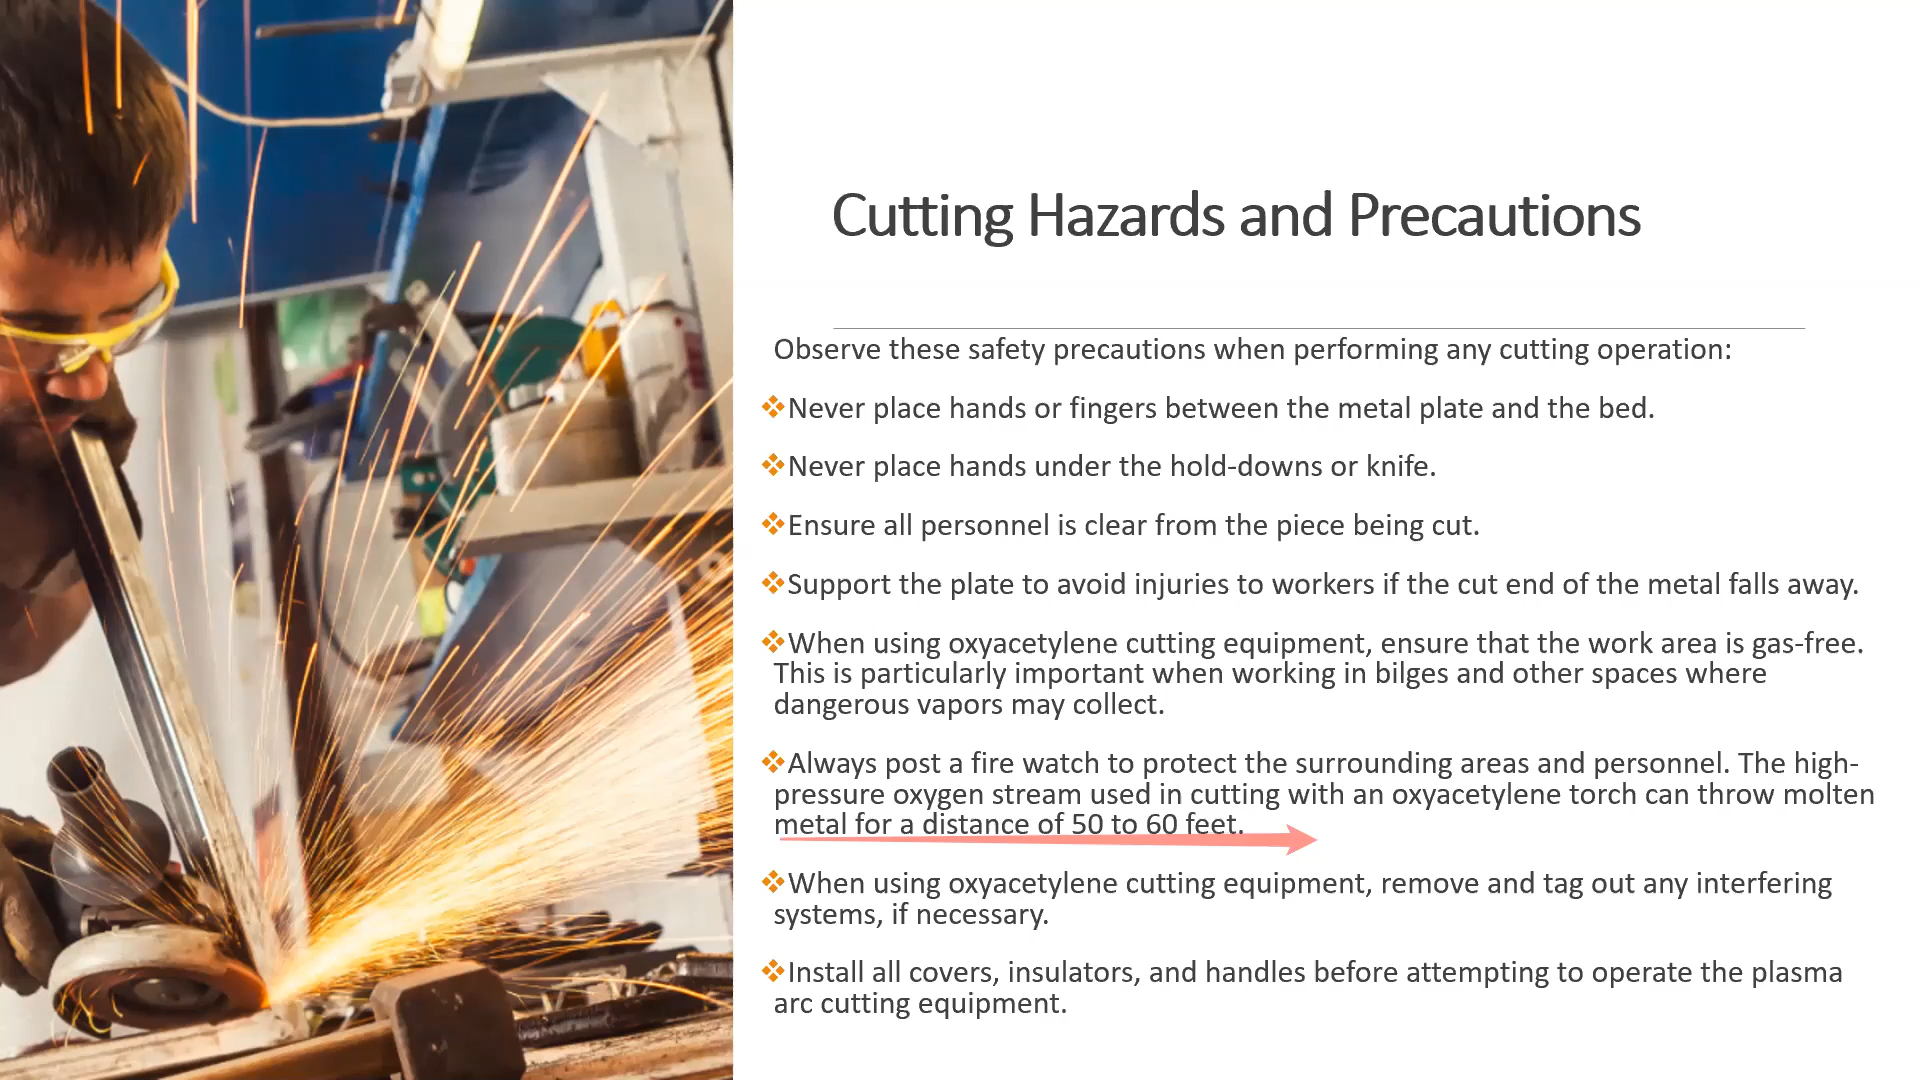 Cutting Hazards and Precautions
Observe these safety precautions when performing any cutting operation:
❖Never place hands or fingers between the metal plate and the bed.
❖Never place hands under the hold-downs or knife.
❖Ensure all personnel is clear from the piece being cut.
❖Support the plate to avoid injuries to workers if the cut end of the metal falls away.
❖When using oxyacetylene cutting equipment, ensure that the work area is gas-free.
This is particularly important when working in bilges and other spaces where
dangerous vapors may collect.
❖Always post a fire watch to protect the surrounding areas and personnel. The high-
pressure oxygen stream used in cutting with an oxyacetylene torch can throw molten
metal for a distance of 50 to 60 feet.
❖When using oxyacetylene cutting equipment, remove and tag out any interfering
systems, if necessary.
❖Install all covers, insulators, and handles before attempting to operate the plasma
arc cutting equipment.